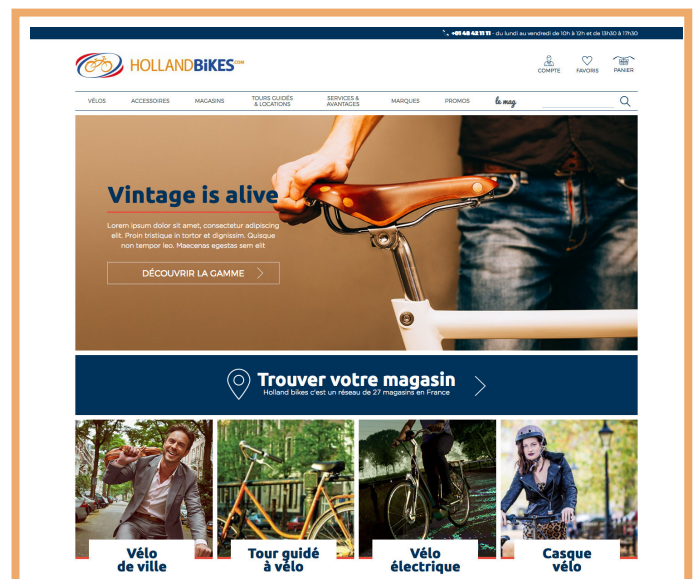 +01 48 42 11 11 - du lundi au vendredi de 10h à 12h et de 13h30 à 17h30
HOLLANDBiKES.COM
COMPTE FAVORIS PANIER
VÉLOS ACCESSOIRES MAGASINS TOURS GUIDÉS & LOCATIONS SERVICES & AVANTAGES MARQUES PROMOS le mag
Vintage is alive
Lorem ipsum dolor sit amet, consectetur adipiscing
elit. Proin tristique in tortor et dignissim. Quisque
non tempor leo. Maecenas egestas sem elit
DÉCOUVRIR LA GAMME
Trouver votre magasin
Holland bikes c'est un réseau de 27 magasins en France
Vélo
de ville
Tour guidé
à vélo
Vélo
électrique
Casque
vélo